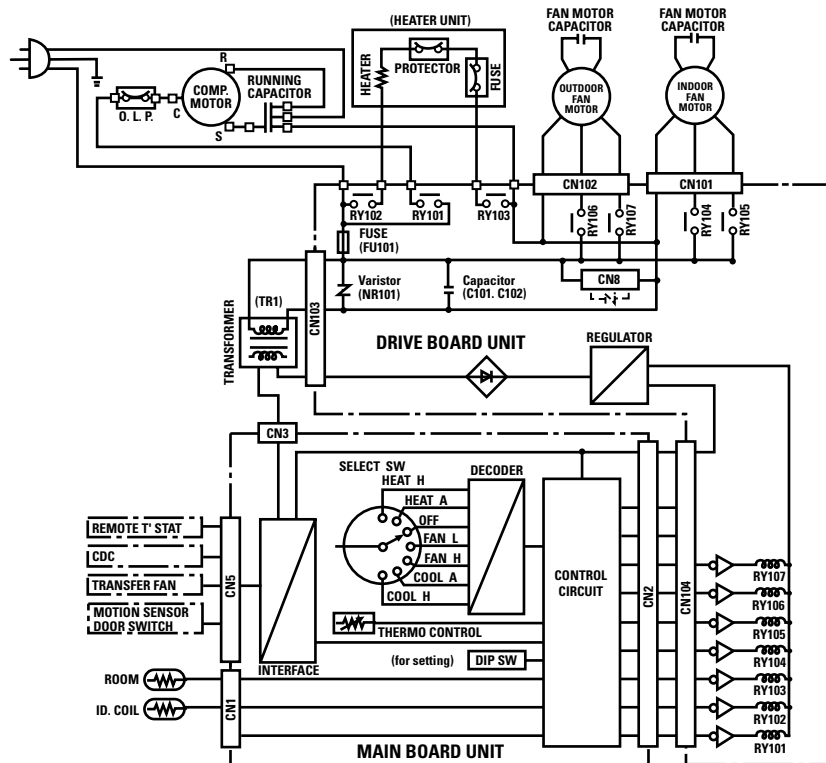 FAN MOTOR
CAPACITOR
FAN MOTOR
CAPACITOR
(HEATER UNIT)
HEATER
PROTECTOR
FUSE
R
COMP.
MOTOR
RUNNING
CAPACITOR
O. L. P.
C
S
OUTDOOR
FAN
MOTOR
INDOOR
FAN
MOTOR
CN102
CN101
RY102
RY101
RY103
RY106
RY107
RY104
RY105
FUSE
(FU101)
(TR1)
TRANSFORMER
CN103
Varistor
(NR101)
Capacitor
(C101. C102)
CN8
DRIVE BOARD UNIT
REGULATOR
CN3
SELECT SW
HEAT H
HEAT A
OFF
FAN L
FAN H
COOL A
COOL H
DECODER
REMOTE T' STAT
CDC
TRANSFER FAN
MOTION SENSOR
DOOR SWITCH
CN5
INTERFACE
CONTROL
CIRCUIT
CN2
CN104
THERMO CONTROL
(for setting)
DIP SW
ROOM
ID. COIL
CN1
RY107
RY106
RY105
RY104
RY103
RY102
RY101
MAIN BOARD UNIT